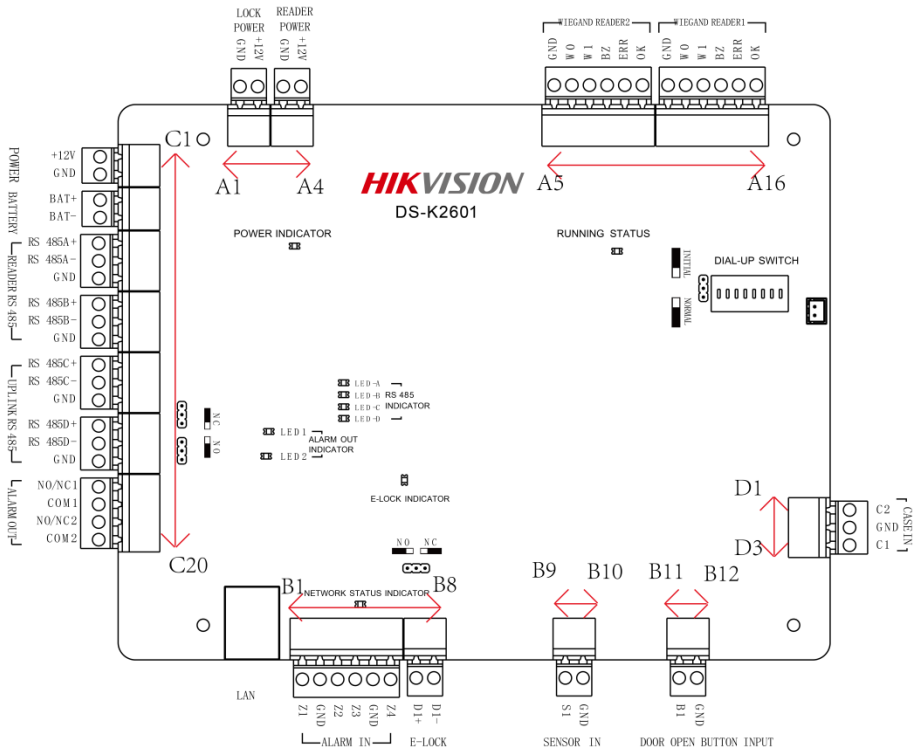 LOCK POWER
READER POWER
GND
+12V
GND
+12V
WIEGAND READER2
WIEGAND READER1
GND
W0
W1
BZ
ERR
OK
GND
W0
W1
BZ
ERR
OK
C1
A1
A4
A5
A16
HIKVISION
DS-K2601
POWER
+12V
GND
BATTERY
BAT+
BAT-
READER RS 485
RS 485A+
RS 485A-
GND
RS 485B+
RS 485B-
GND
UPLINK RS 485
RS 485C+
RS 485C-
GND
RS 485D+
RS 485D-
GND
ALARM OUT
NO/NC1
COM1
NO/NC2
COM2
POWER INDICATOR
RUNNING STATUS
INITIAL
NORMAL
DIAL-UP SWITCH
LED-A
LED-B
LED-C
LED-D
RS 485
INDICATOR
NC
NO
LED1
LED2
ALARM OUT
INDICATOR
E-LOCK INDICATOR
NO
NC
D1
D3
C2
GND
C1
CASE IN
C20
B1
B8
B9
B10
B11
B12
NETWORK STATUS INDICATOR
LAN
Z1
GND
Z2
Z3
GND
Z4
D1+
D1-
S1
GND
B1
GND
ALARM IN
E-LOCK
SENSOR IN
DOOR OPEN BUTTON INPUT